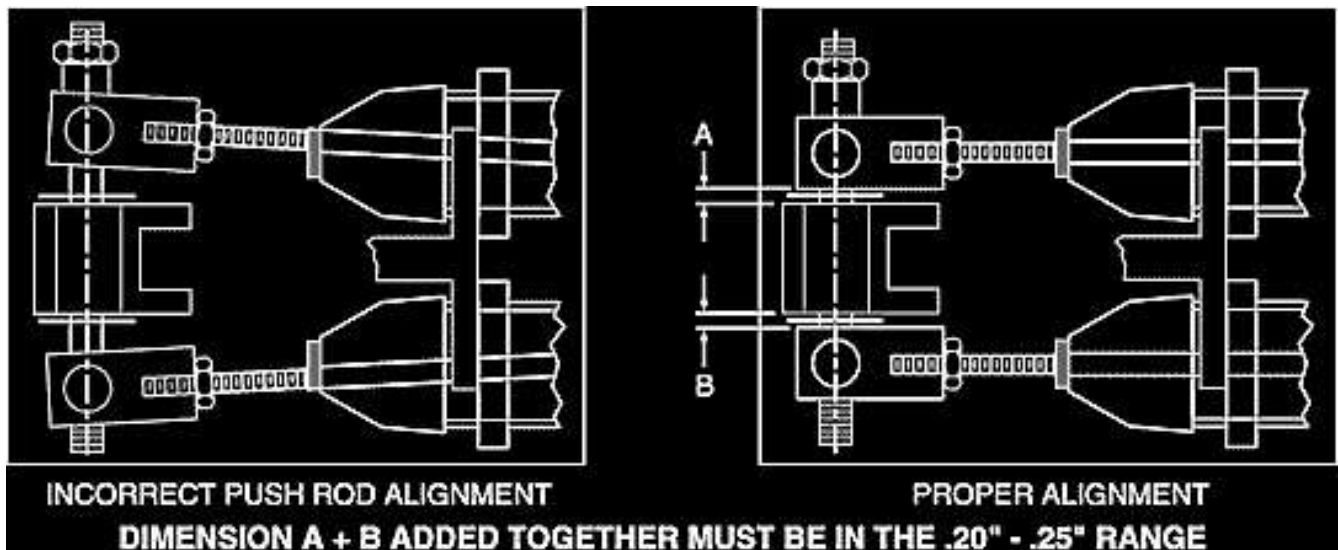 A
B
INCORRECT PUSH ROD ALIGNMENT
PROPER ALIGNMENT
DIMENSION A + B ADDED TOGETHER MUST BE IN THE .20" - .25" RANGE